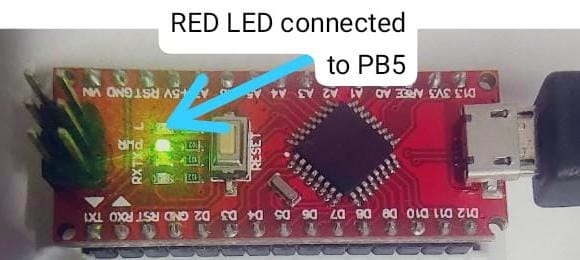 RED LED connected
to PB5
VIN GND RST +5V A7 A6 A5 A4 A3 A2 A1 A0 AREF 3V3 D13
L
PWR
RX TX
RESET
TX1 RX0 RST GND D2 D3 D4 D5 D6 D7 D8 D9 D10 D11 D12